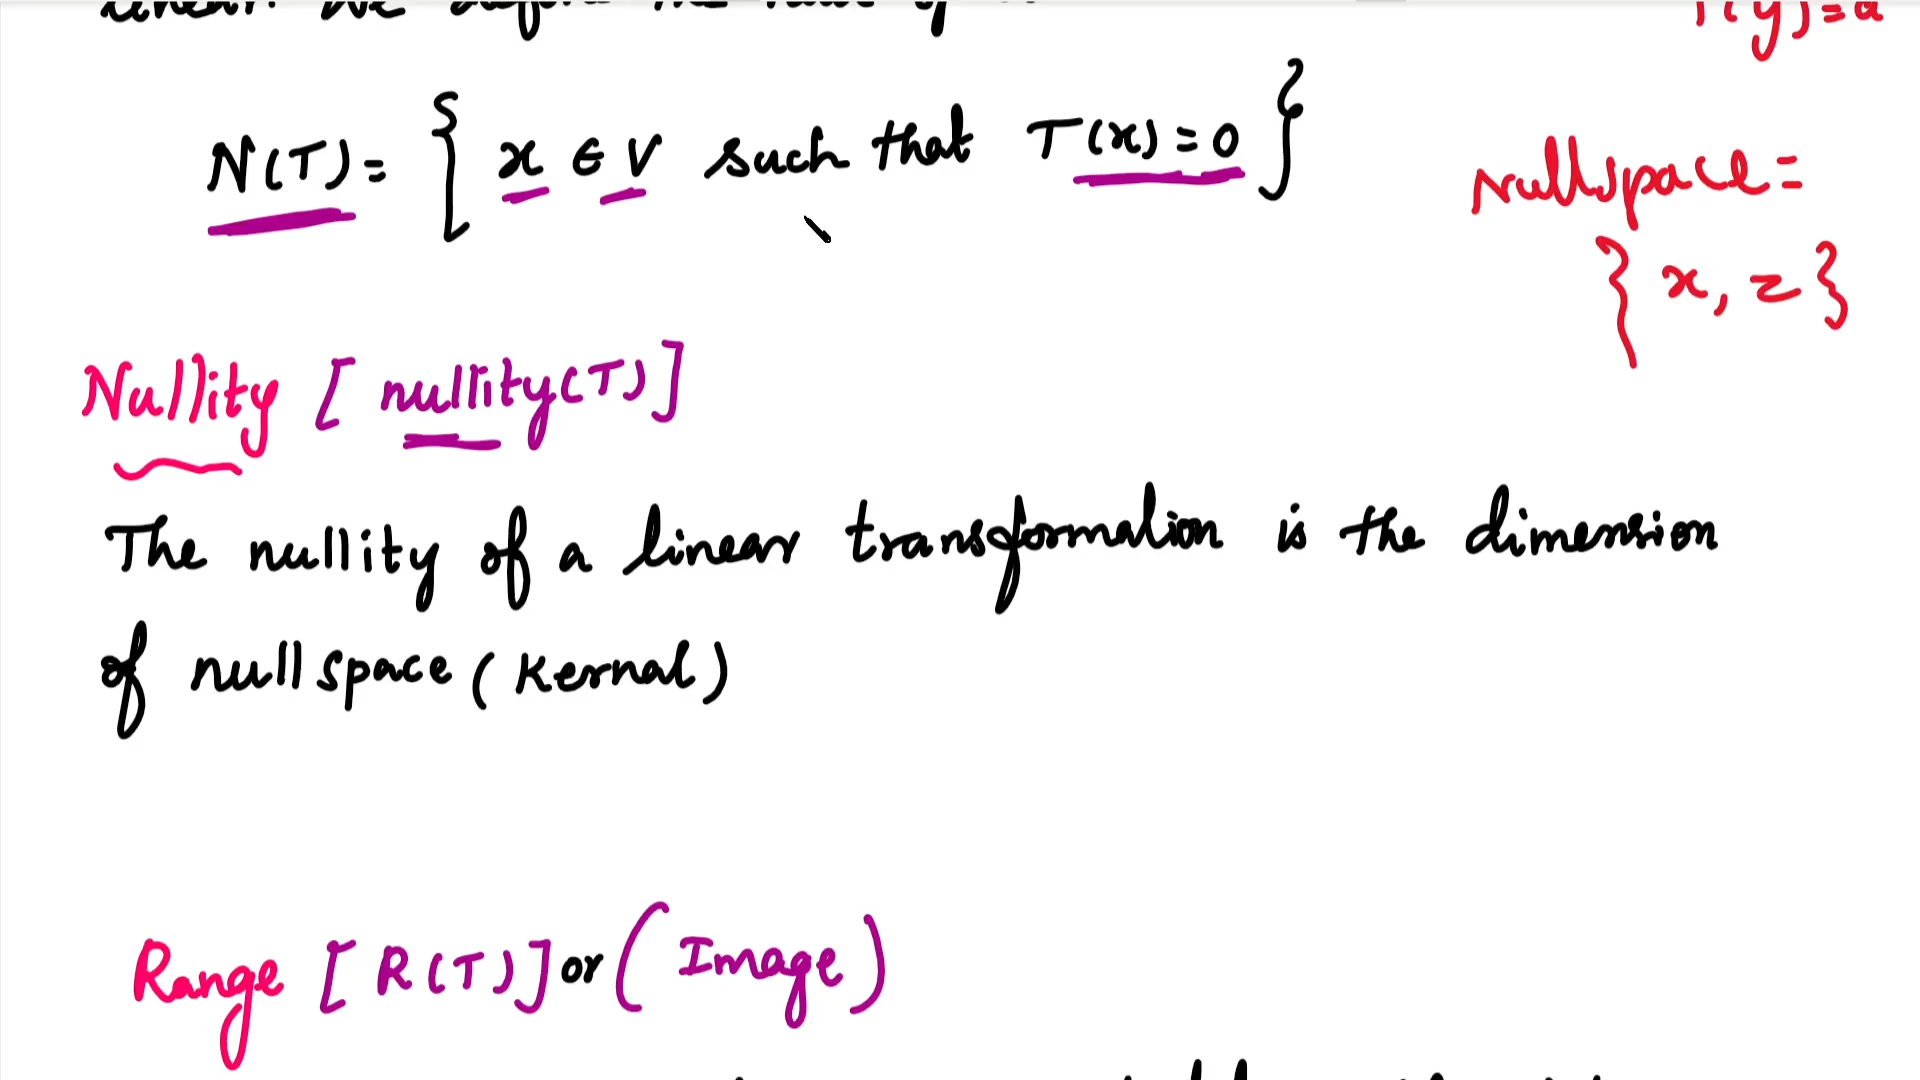 T(y)=a
N(T)= { x ∈ V such that T(x)=0 }
Nullspace=
{ x, z }
Nullity [ nullity(T) ]
The nullity of a linear transformation is the dimension
of null space ( Kernal )
Range [ R(T) ] or ( Image )